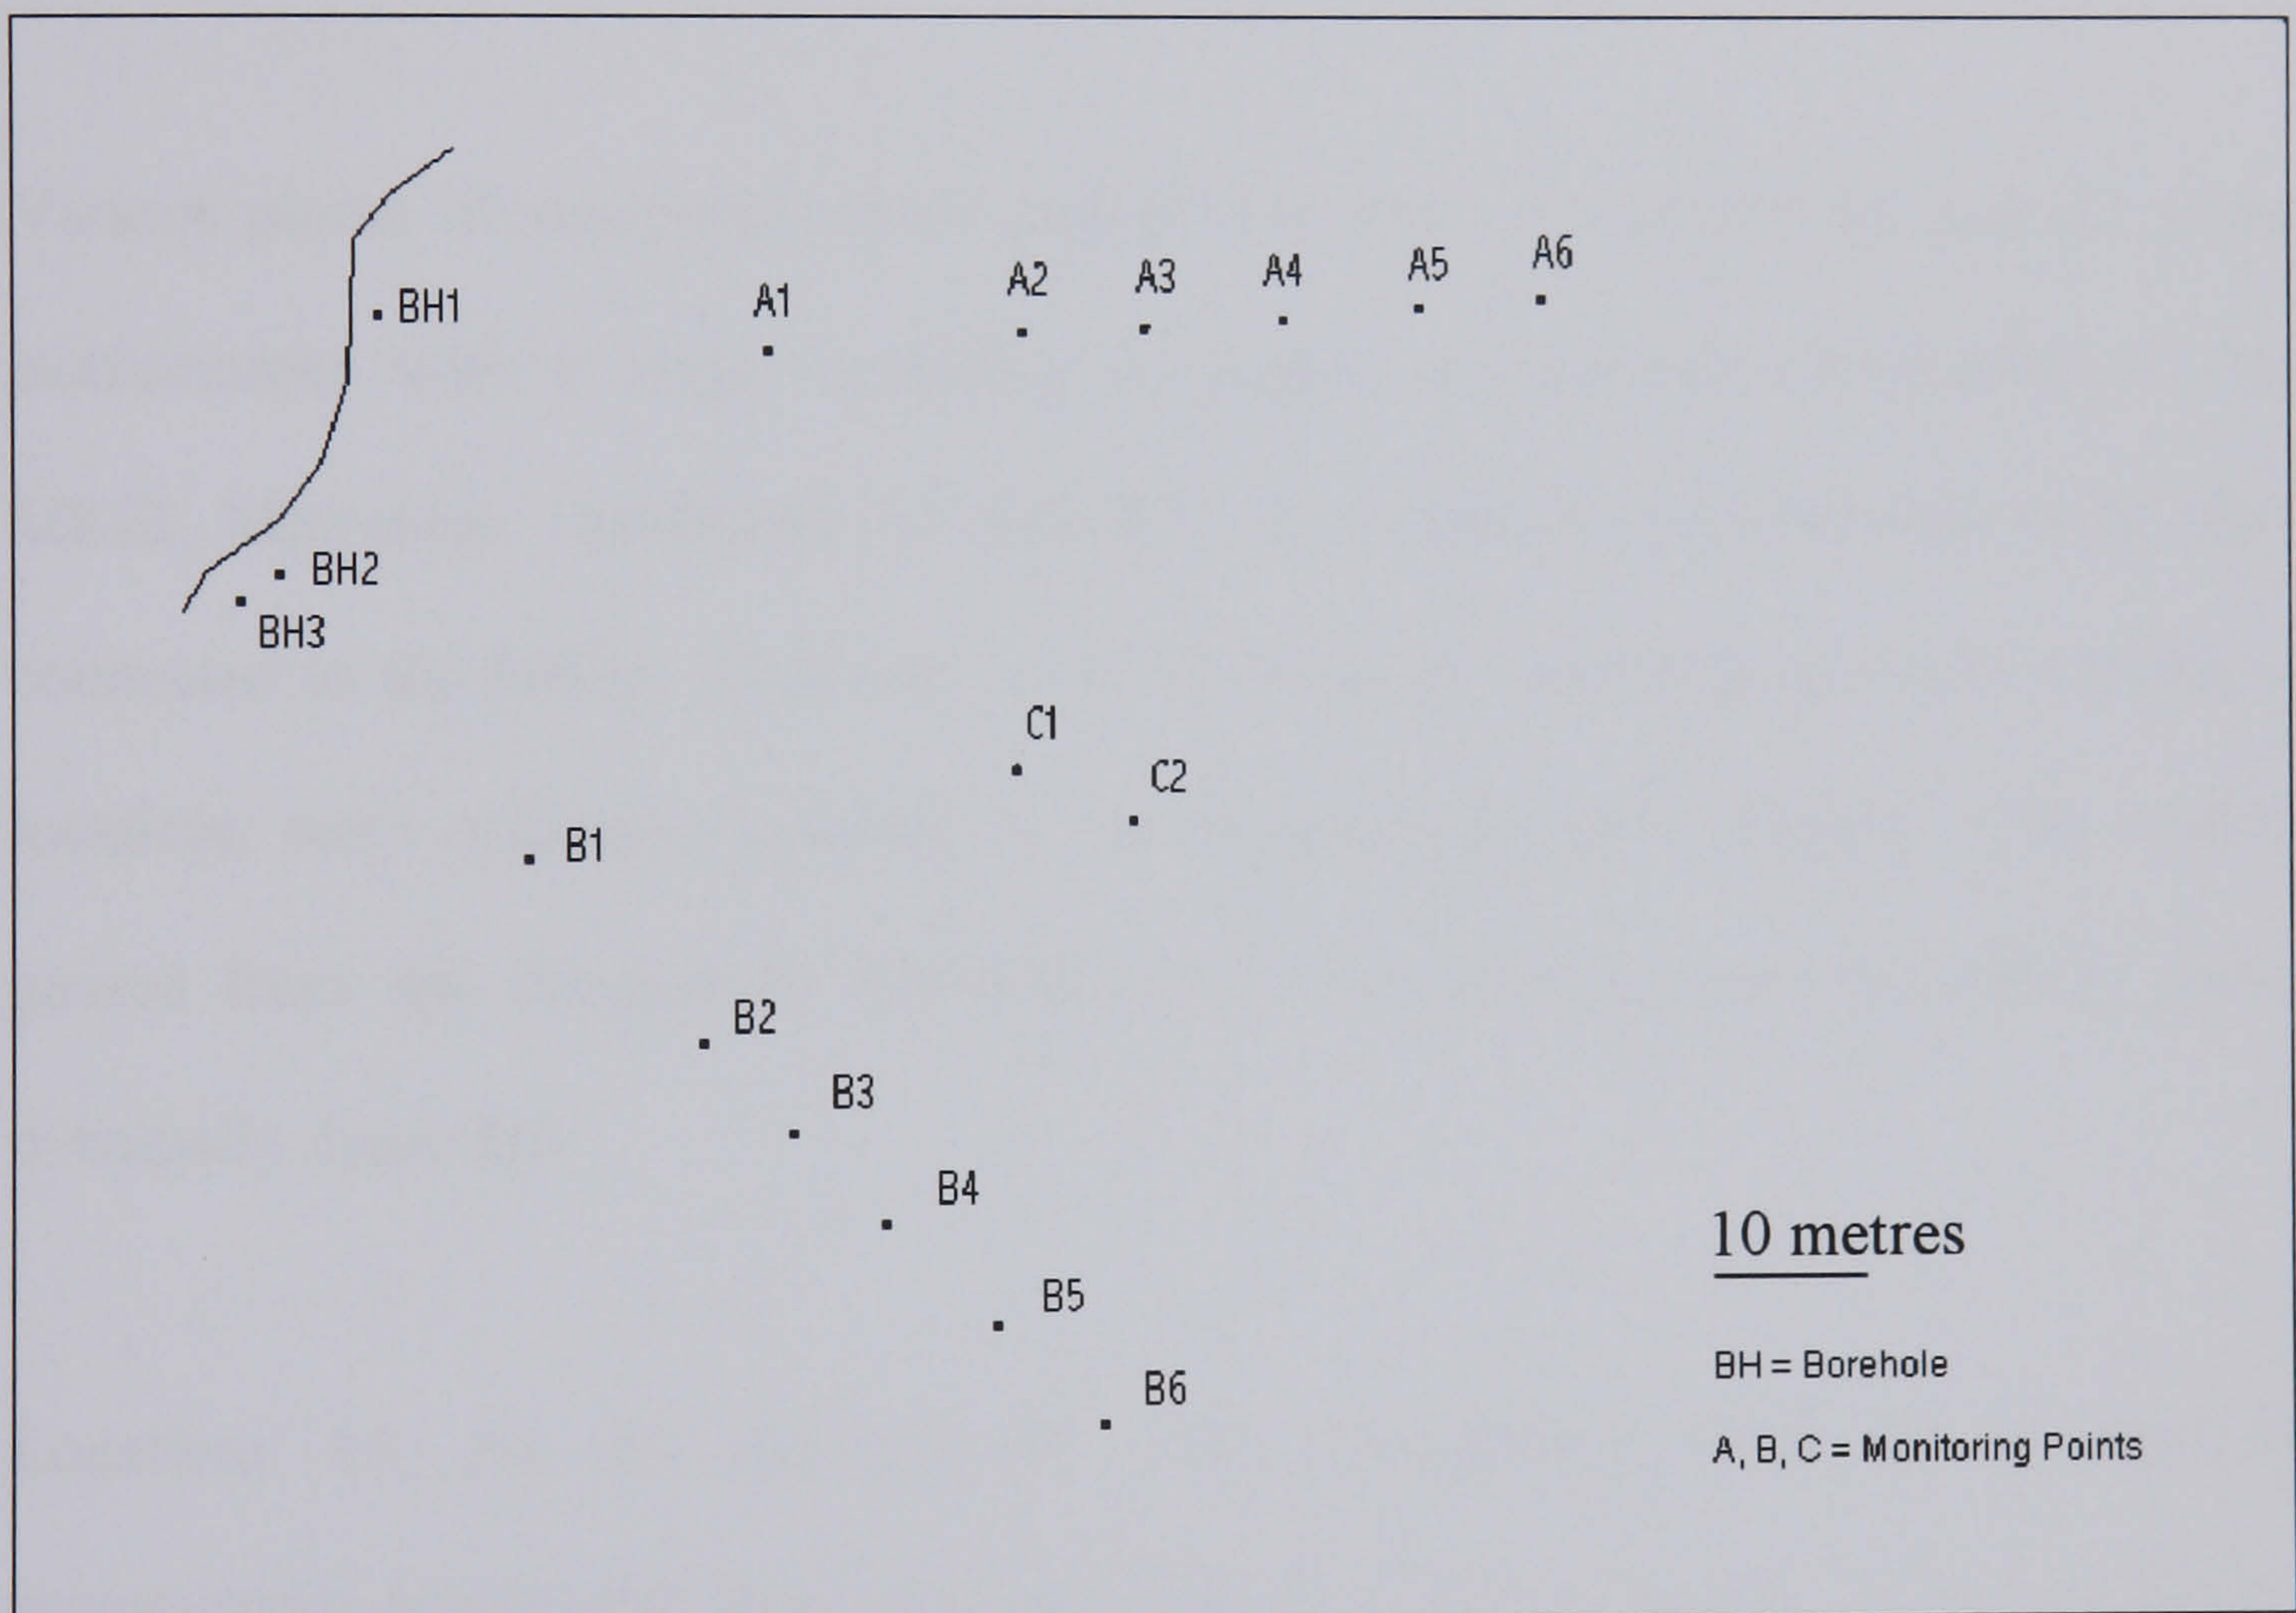 A6
A5
A4
A3
A2
A1
BH1
BH2
BH3
C1
C2
B1
B2
B3
B4
B5
B6
10 metres
BH = Borehole
A, B, C = Monitoring Points